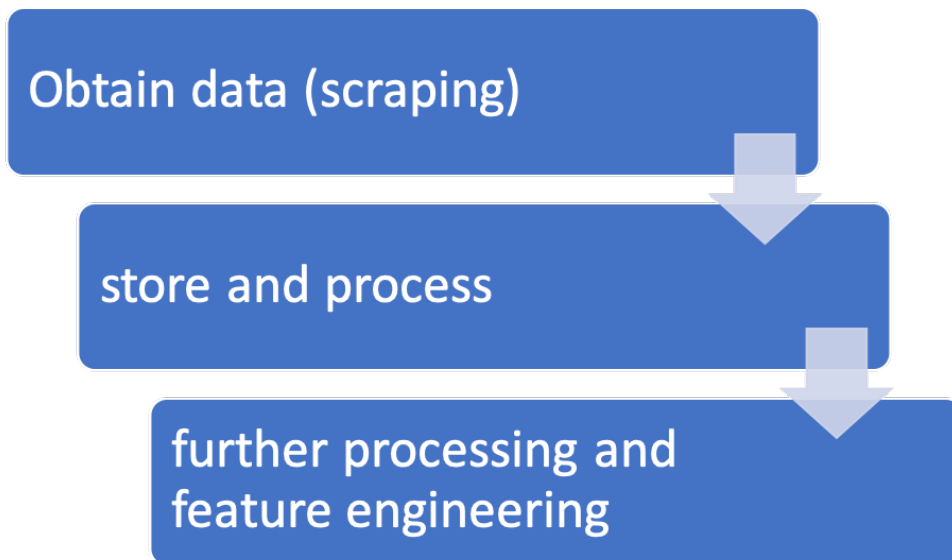 Obtain data (scraping)
store and process
further processing and
feature engineering